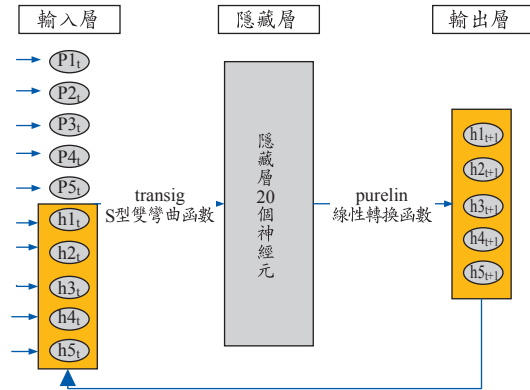 輸入層
隱藏層
輸出層
P1t
P2t
P3t
P4t
P5t
h1t
h2t
h3t
h4t
h5t
transig
S型雙彎曲函數
隱藏層20個神經元
purelin
線性轉換函數
h1t+1
h2t+1
h3t+1
h4t+1
h5t+1